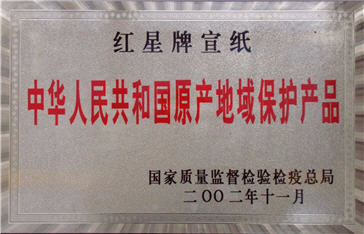 红星牌宣纸
中华人民共和国原产地域保护产品
国家质量监督检验检疫总局
二〇〇二年十一月